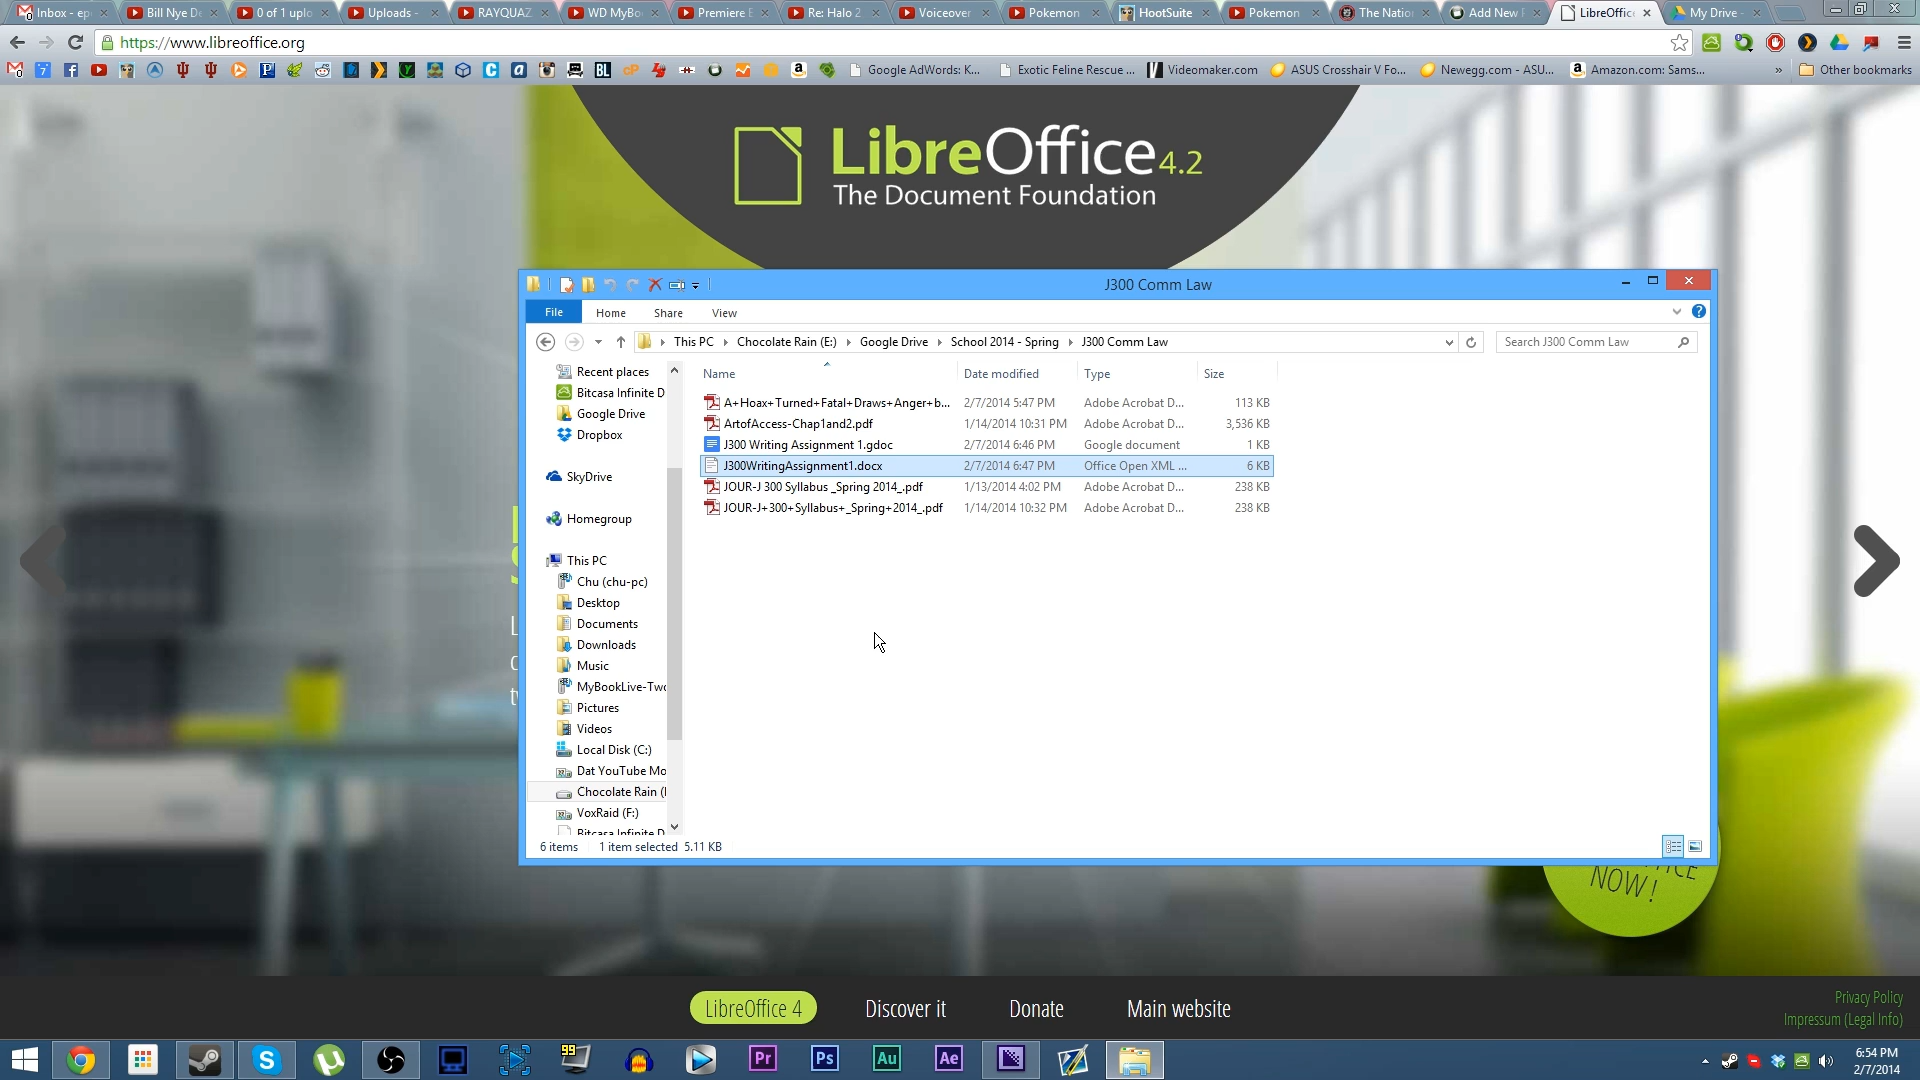 Inbox - ep
Bill Nye De
0 of 1 uplo
Uploads -
RAYQUAZ
WD MyBo
Premiere E
Re: Halo 2
Voiceover
Pokemon
HootSuite
Pokemon
The Natio
Add New P
LibreOffic
My Drive -
https://www.libreoffice.org
Google AdWords: K...
Exotic Feline Rescue ...
Videomaker.com
ASUS Crosshair V Fo...
Newegg.com - ASU...
Amazon.com: Sams...
» Other bookmarks
LibreOffice 4.2
The Document Foundation
J300 Comm Law
File Home Share View
This PC Chocolate Rain (E:) Google Drive School 2014 - Spring J300 Comm Law
Search J300 Comm Law
Recent places
Bitcasa Infinite D
Google Drive
Dropbox
SkyDrive
Homegroup
This PC
Chu (chu-pc)
Desktop
Documents
Downloads
Music
MyBookLive-Two
Pictures
Videos
Local Disk (C:)
Dat YouTube Mo
Chocolate Rain (
VoxRaid (F:)
Bitcasa Infinite D
Name Date modified Type Size
A+Hoax+Turned+Fatal+Draws+Anger+b... 2/7/2014 5:47 PM Adobe Acrobat D... 113 KB
ArtofAccess-Chap1and2.pdf 1/14/2014 10:31 PM Adobe Acrobat D... 3,536 KB
J300 Writing Assignment 1.gdoc 2/7/2014 6:46 PM Google document 1 KB
J300WritingAssignment1.docx 2/7/2014 6:47 PM Office Open XML ... 6 KB
JOUR-J 300 Syllabus _Spring 2014_.pdf 1/13/2014 4:02 PM Adobe Acrobat D... 238 KB
JOUR-J+300+Syllabus+_Spring+2014_.pdf 1/14/2014 10:32 PM Adobe Acrobat D... 238 KB
6 items 1 item selected 5.11 KB
NOW!
LibreOffice 4 Discover it Donate Main website
Privacy Policy
Impressum (Legal Info)
99
Pr Ps Au Ae
6:54 PM
2/7/2014